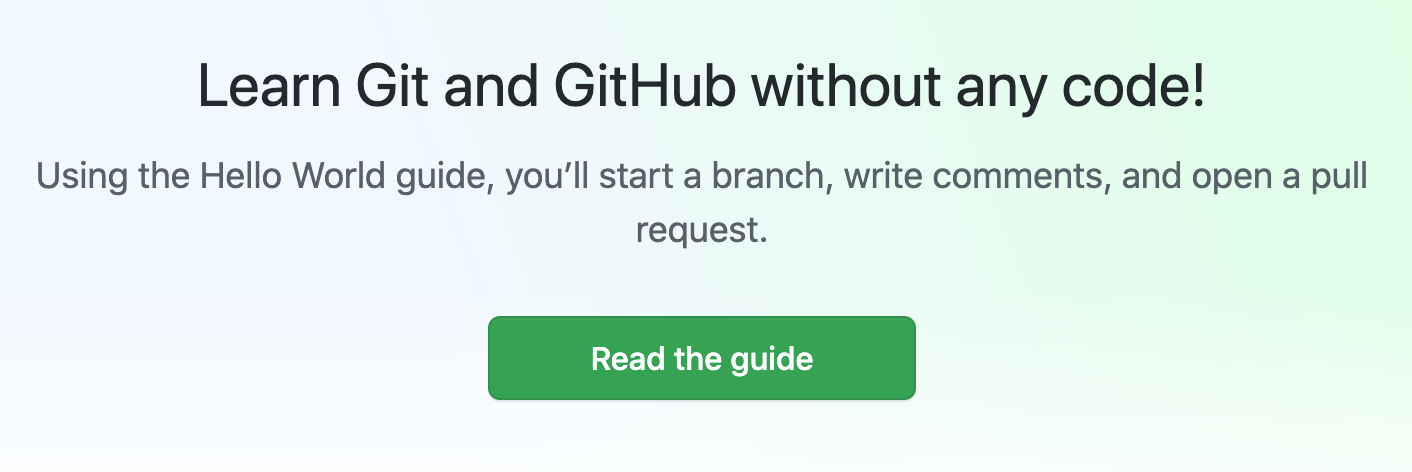 Learn Git and GitHub without any code!
Using the Hello World guide, you’ll start a branch, write comments, and open a pull
request.
Read the guide